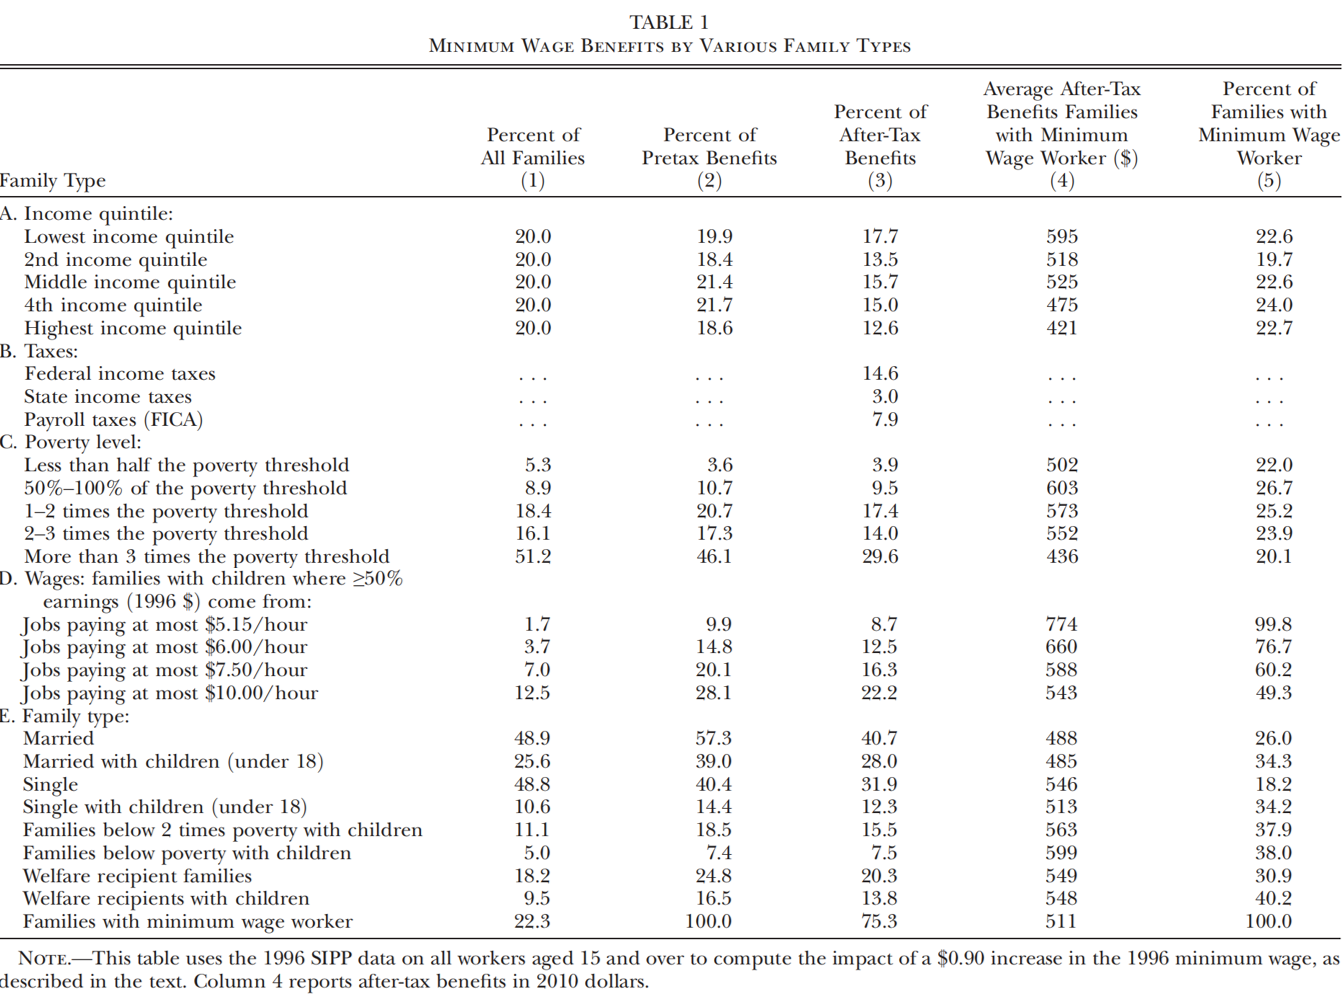 TABLE 1
Minimum Wage Benefits by Various Family Types
Family Type
Percent of All Families (1)
Percent of Pretax Benefits (2)
Percent of After-Tax Benefits (3)
Average After-Tax Benefits Families with Minimum Wage Worker ($) (4)
Percent of Families with Minimum Wage Worker (5)
A. Income quintile:
Lowest income quintile 20.0 19.9 17.7 595 22.6
2nd income quintile 20.0 18.4 13.5 518 19.7
Middle income quintile 20.0 21.4 15.7 525 22.6
4th income quintile 20.0 21.7 15.0 475 24.0
Highest income quintile 20.0 18.6 12.6 421 22.7
B. Taxes:
Federal income taxes . . . . . . 14.6 . . . . . .
State income taxes . . . . . . 3.0 . . . . . .
Payroll taxes (FICA) . . . . . . 7.9 . . . . . .
C. Poverty level:
Less than half the poverty threshold 5.3 3.6 3.9 502 22.0
50%–100% of the poverty threshold 8.9 10.7 9.5 603 26.7
1–2 times the poverty threshold 18.4 20.7 17.4 573 25.2
2–3 times the poverty threshold 16.1 17.3 14.0 552 23.9
More than 3 times the poverty threshold 51.2 46.1 29.6 436 20.1
D. Wages: families with children where ≥50%
earnings (1996 $) come from:
Jobs paying at most $5.15/hour 1.7 9.9 8.7 774 99.8
Jobs paying at most $6.00/hour 3.7 14.8 12.5 660 76.7
Jobs paying at most $7.50/hour 7.0 20.1 16.3 588 60.2
Jobs paying at most $10.00/hour 12.5 28.1 22.2 543 49.3
E. Family type:
Married 48.9 57.3 40.7 488 26.0
Married with children (under 18) 25.6 39.0 28.0 485 34.3
Single 48.8 40.4 31.9 546 18.2
Single with children (under 18) 10.6 14.4 12.3 513 34.2
Families below 2 times poverty with children 11.1 18.5 15.5 563 37.9
Families below poverty with children 5.0 7.4 7.5 599 38.0
Welfare recipient families 18.2 24.8 20.3 549 30.9
Welfare recipients with children 9.5 16.5 13.8 548 40.2
Families with minimum wage worker 22.3 100.0 75.3 511 100.0
Note.—This table uses the 1996 SIPP data on all workers aged 15 and over to compute the impact of a $0.90 increase in the 1996 minimum wage, as
described in the text. Column 4 reports after-tax benefits in 2010 dollars.